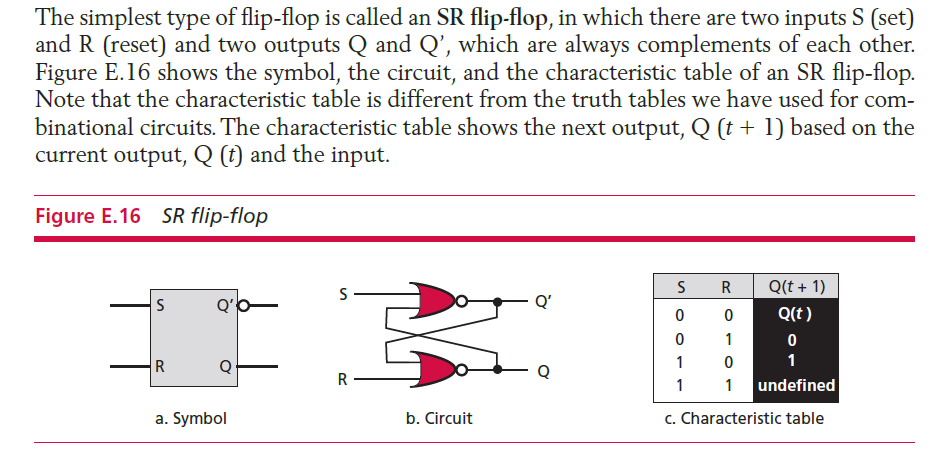 The simplest type of flip-flop is called an SR flip-flop, in which there are two inputs S (set)
and R (reset) and two outputs Q and Q’, which are always complements of each other.
Figure E.16 shows the symbol, the circuit, and the characteristic table of an SR flip-flop.
Note that the characteristic table is different from the truth tables we have used for com-
binational circuits. The characteristic table shows the next output, Q (t + 1) based on the
current output, Q (t) and the input.
Figure E.16 SR flip-flop
S Q’
R Q
a. Symbol
S Q’
R Q
b. Circuit
S R Q(t + 1)
0 0 Q(t)
0 1 0
1 0 1
1 1 undefined
c. Characteristic table